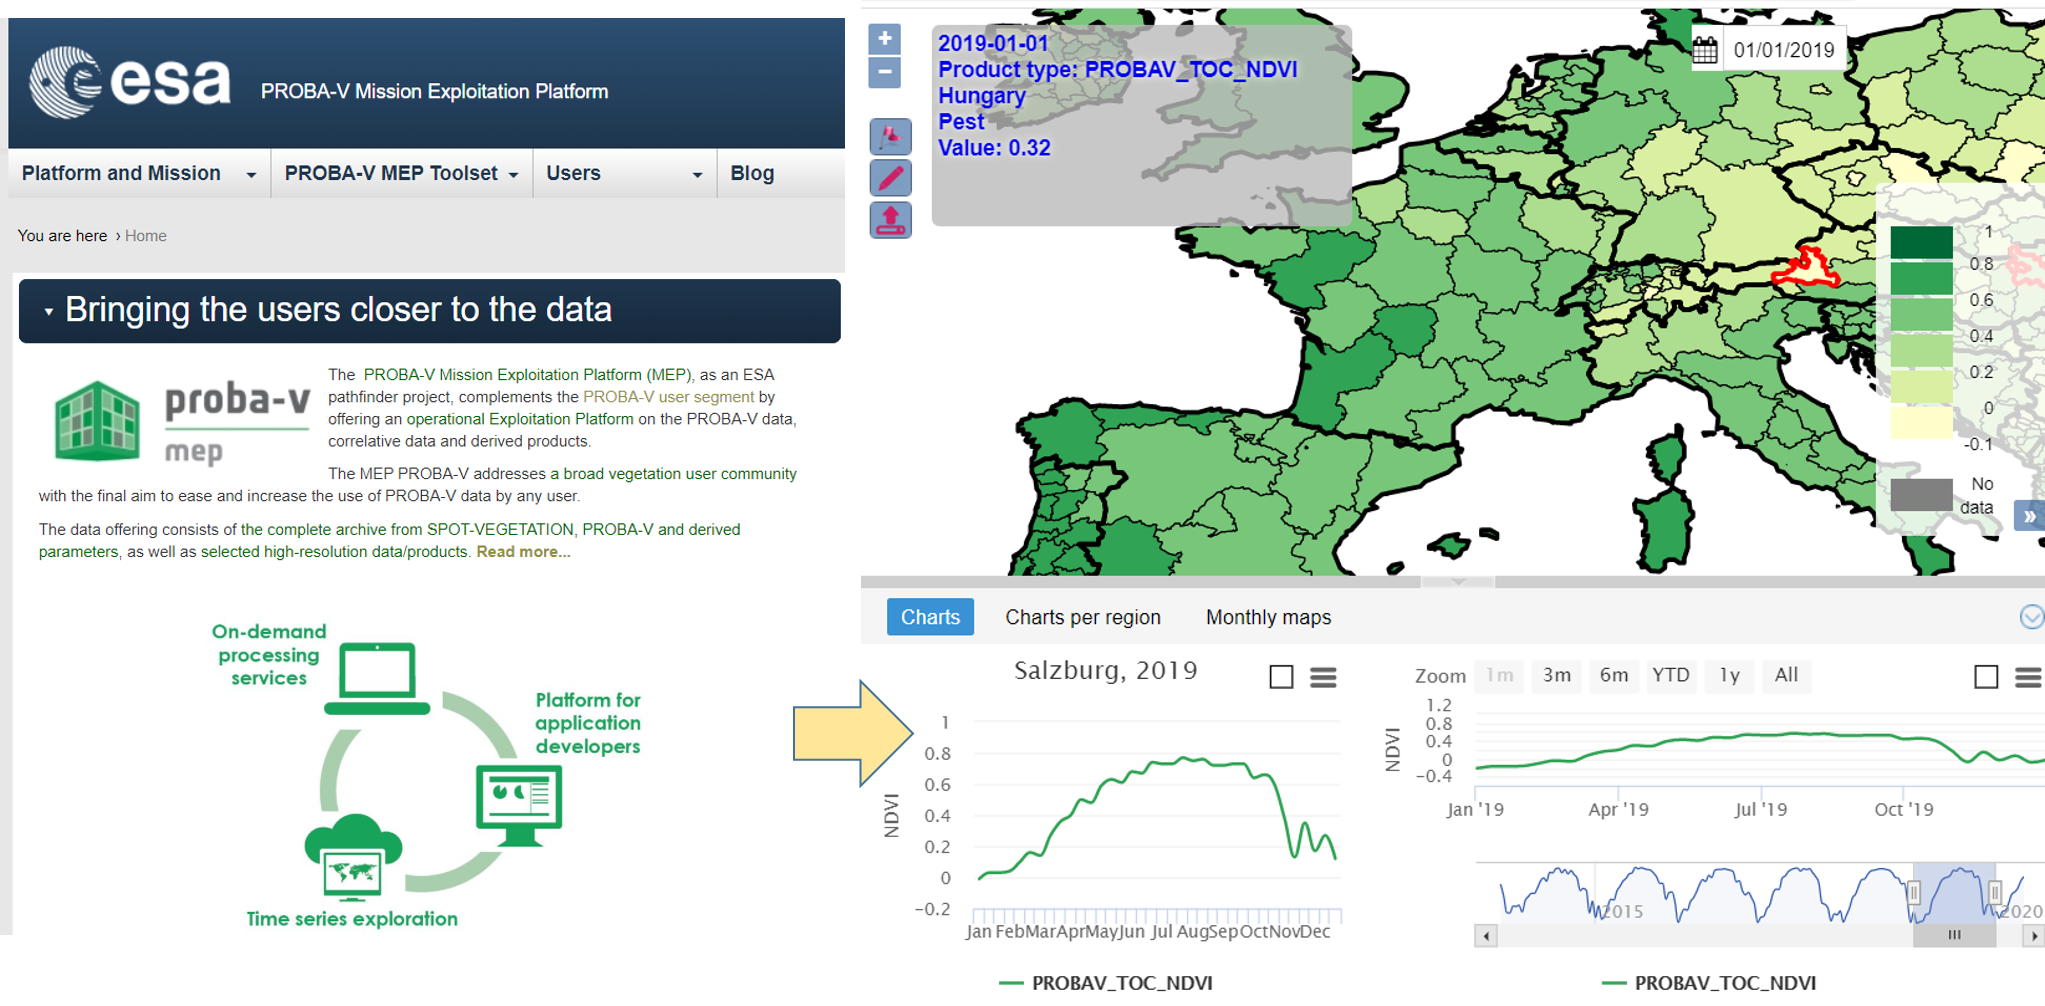 esa
PROBA-V Mission Exploitation Platform
Platform and Mission
PROBA-V MEP Toolset
Users
Blog
You are here › Home
Bringing the users closer to the data
proba-v
mep
The PROBA-V Mission Exploitation Platform (MEP), as an ESA
pathfinder project, complements the PROBA-V user segment by
offering an operational Exploitation Platform on the PROBA-V data,
correlative data and derived products.
The MEP PROBA-V addresses a broad vegetation user community
with the final aim to ease and increase the use of PROBA-V data by any user.
The data offering consists of the complete archive from SPOT-VEGETATION, PROBA-V and derived
parameters, as well as selected high-resolution data/products. Read more...
On-demand
processing
services
Platform for
application
developers
Time series exploration
+
−
2019-01-01
Product type: PROBAV_TOC_NDVI
Hungary
Pest
Value: 0.32
01/01/2019
1
0.8
0.6
0.4
0.2
0
-0.1
No
data
»
Charts
Charts per region
Monthly maps
Salzburg, 2019
NDVI
1
0.8
0.6
0.4
0.2
0
−0.2
Jan Feb Mar Apr May Jun Jul Aug Sep Oct Nov Dec
PROBAV_TOC_NDVI
Zoom 1m 3m 6m YTD 1y All
NDVI
1.2
0.8
0.4
0
−0.4
Jan '19 Apr '19 Jul '19 Oct '19
2015 2020
PROBAV_TOC_NDVI